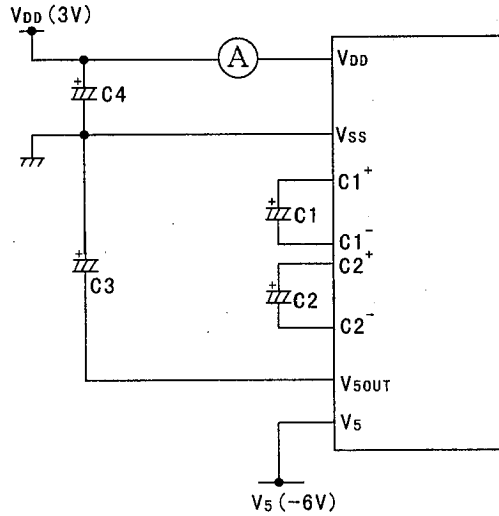 VDD (3V)
A
VDD
C4
VSS
C1+
C1
C1-
C2+
C3
C2
C2-
V5OUT
V5
V5 (-6V)